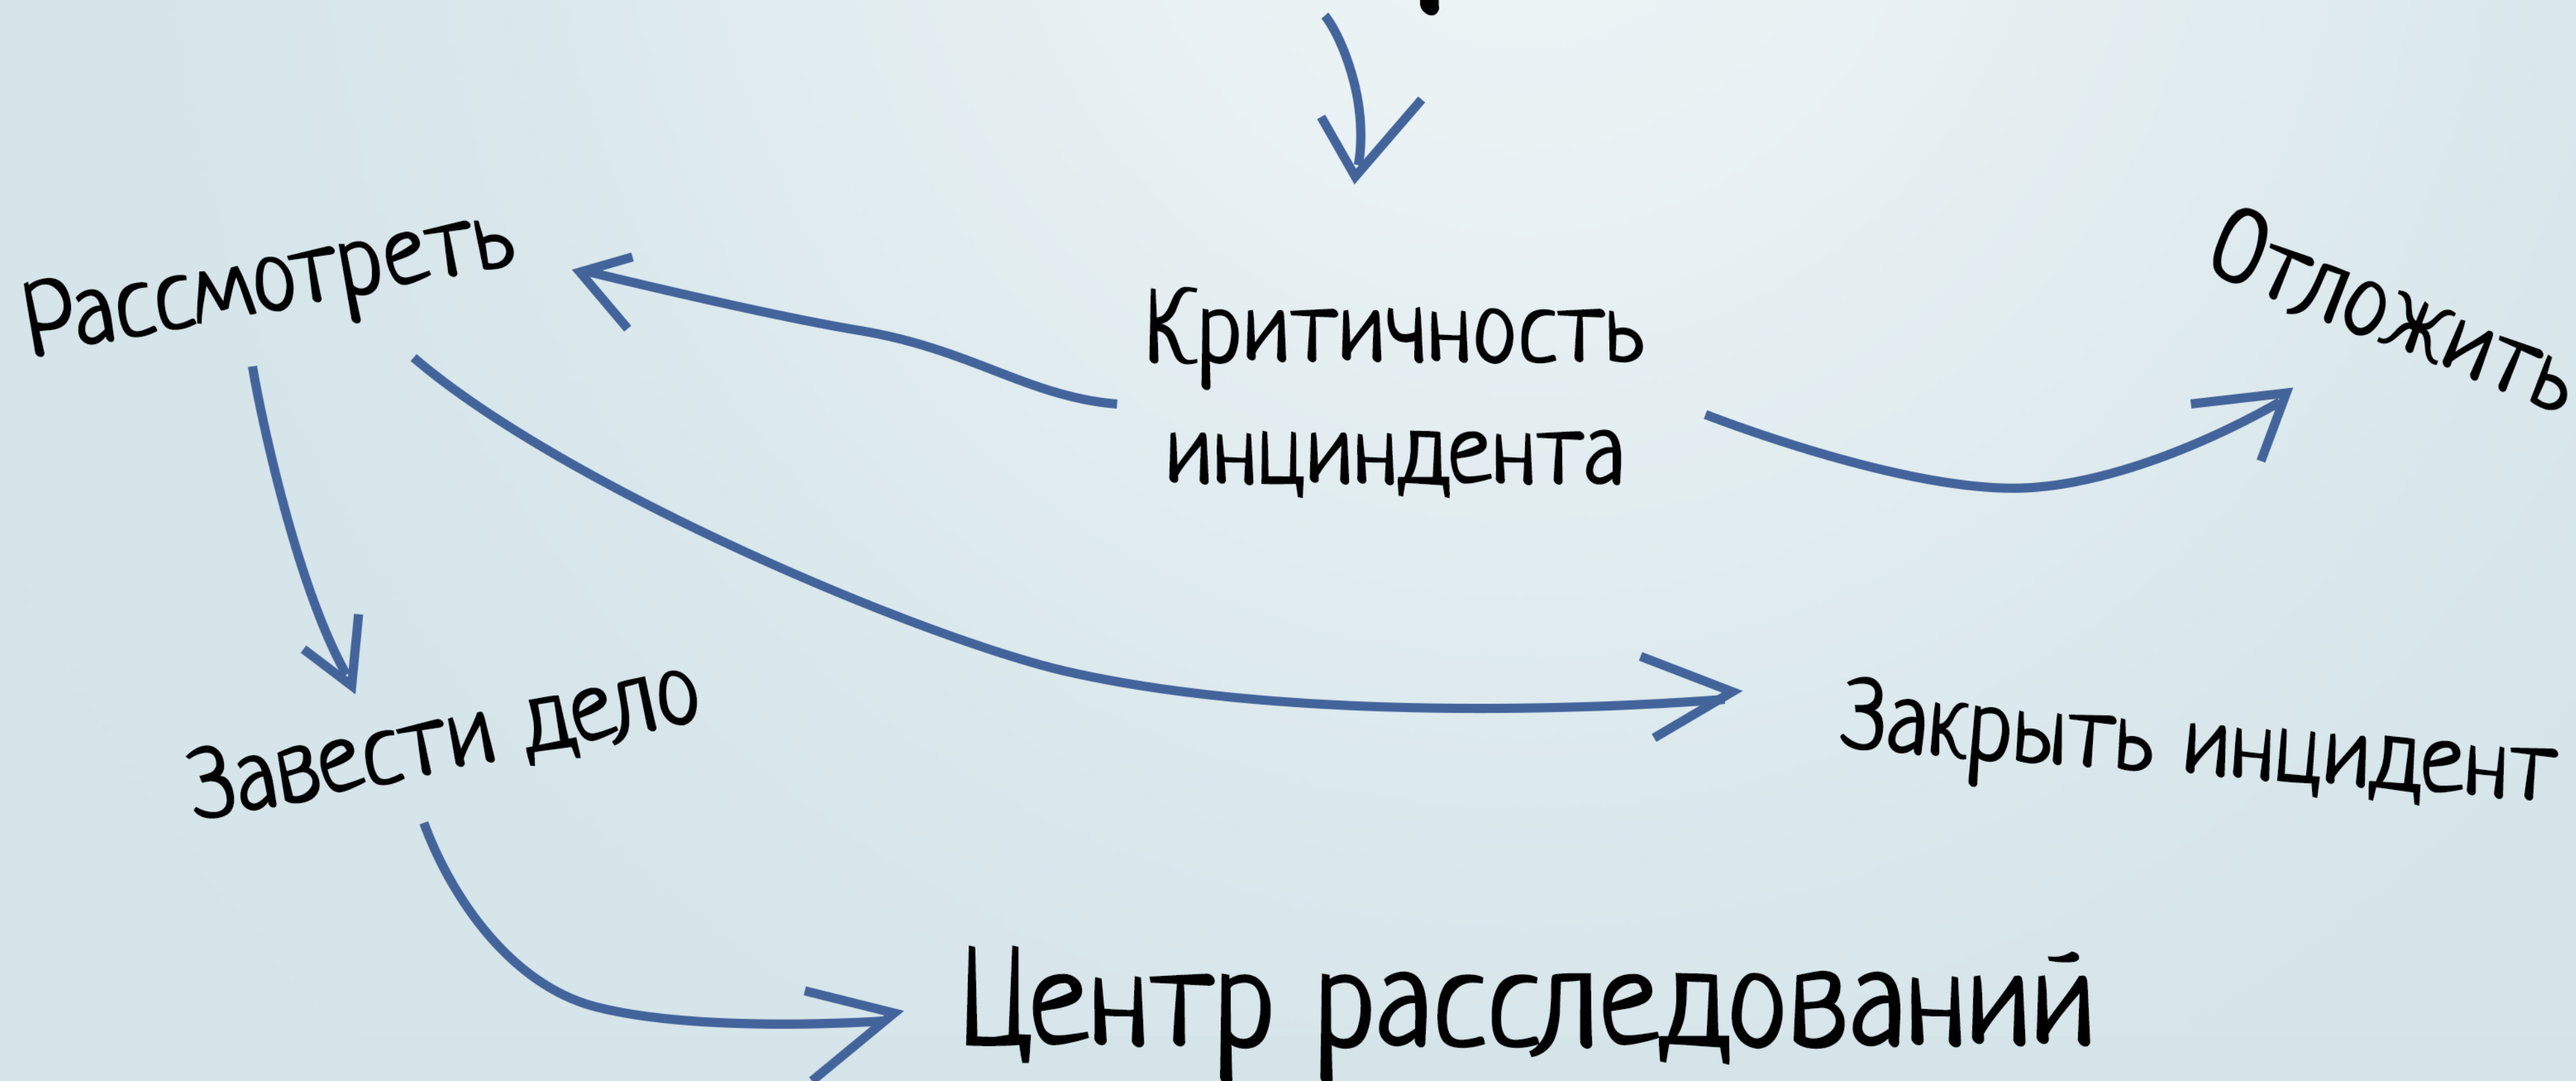 Рассмотреть
Отложить
Критичность
инциндента
Завести дело
Закрыть инцидент
Центр расследований